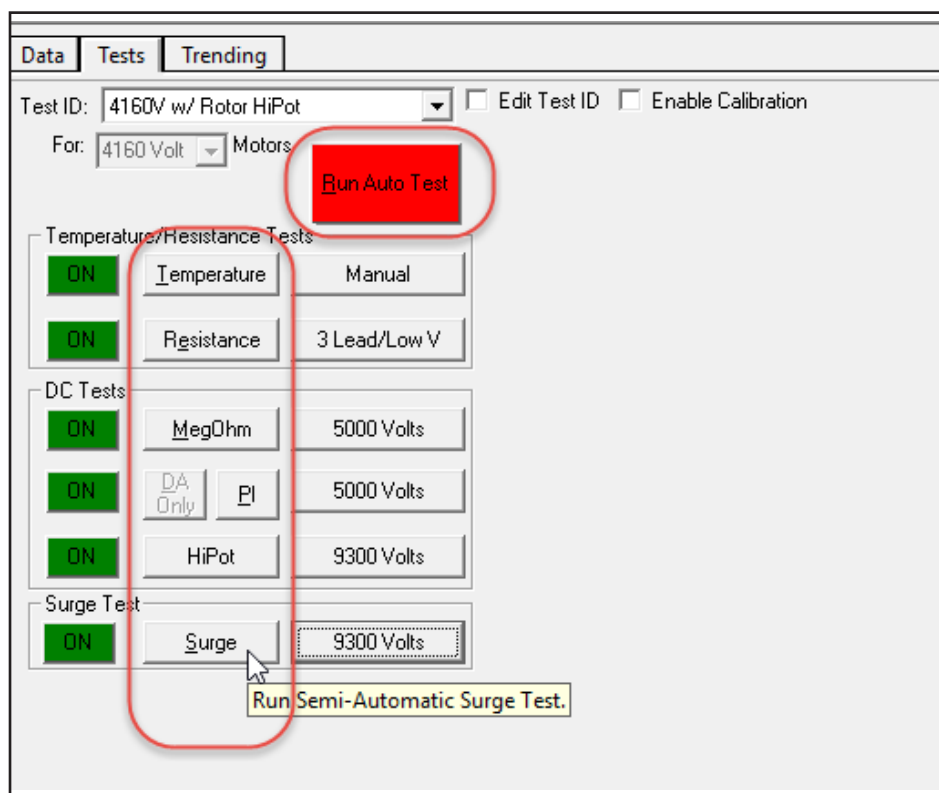 Data Tests Trending
Test ID: 4160V w/ Rotor HiPot Edit Test ID Enable Calibration
For: 4160 Volt Motors
Run Auto Test
Temperature/Resistance Tests
ON Temperature Manual
ON Resistance 3 Lead/Low V
DC Tests
ON MegOhm 5000 Volts
ON DA Only PI 5000 Volts
ON HiPot 9300 Volts
Surge Test
ON Surge 9300 Volts
Run Semi-Automatic Surge Test.